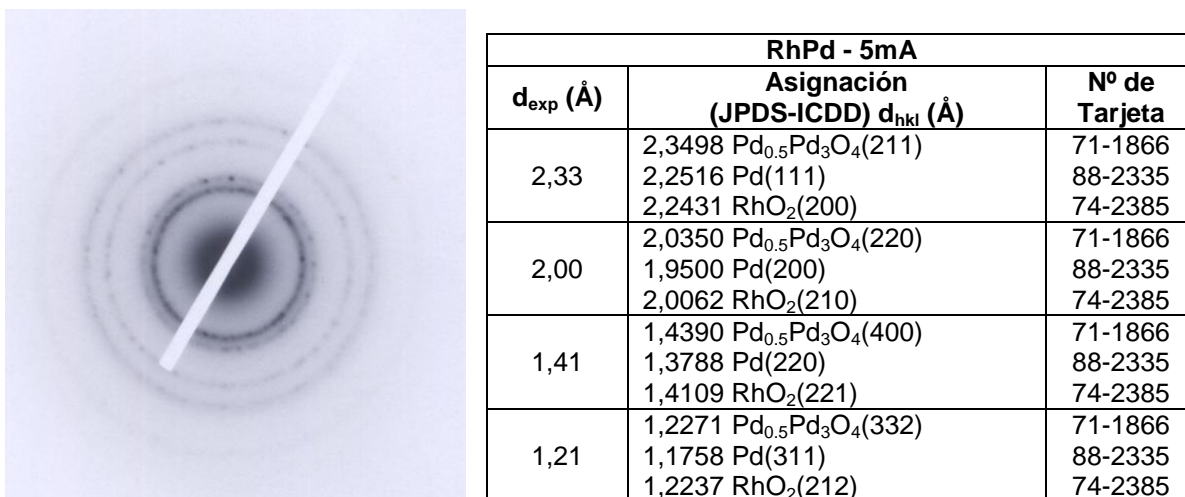 RhPd - 5mA
d_exp (Å) Asignación (JPDS-ICDD) d_hkl (Å) Nº de Tarjeta
2,33
2,3498 Pd₀.₅Pd₃O₄(211) 71-1866
2,2516 Pd(111) 88-2335
2,2431 RhO₂(200) 74-2385
2,00
2,0350 Pd₀.₅Pd₃O₄(220) 71-1866
1,9500 Pd(200) 88-2335
2,0062 RhO₂(210) 74-2385
1,41
1,4390 Pd₀.₅Pd₃O₄(400) 71-1866
1,3788 Pd(220) 88-2335
1,4109 RhO₂(221) 74-2385
1,21
1,2271 Pd₀.₅Pd₃O₄(332) 71-1866
1,1758 Pd(311) 88-2335
1,2237 RhO₂(212) 74-2385